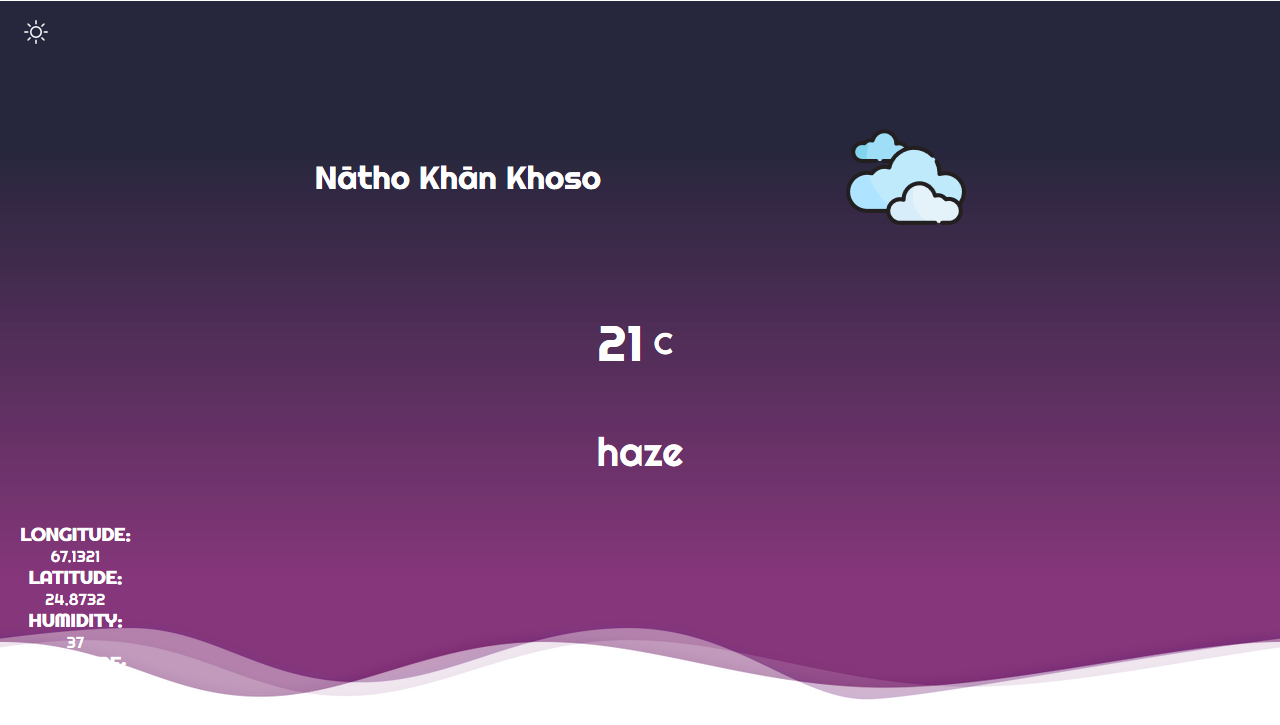 Nātho Khān Khoso
21 C
haze
LONGITUDE:
67.1321
LATITUDE:
24.8732
HUMIDITY:
37